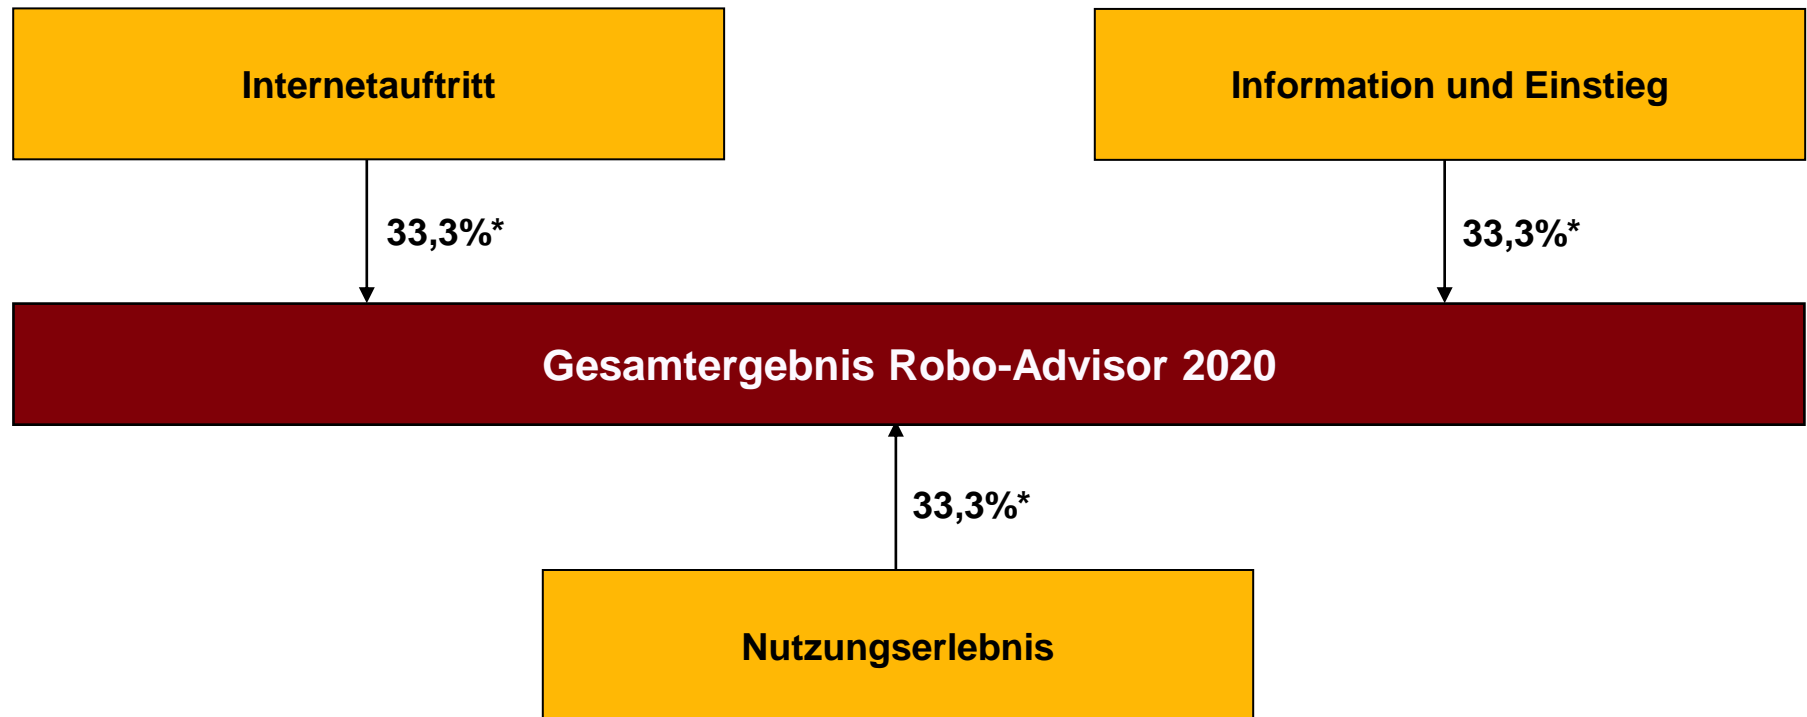 Internetauftritt
Information und Einstieg
33,3%*
33,3%*
Gesamtergebnis Robo-Advisor 2020
33,3%*
Nutzungserlebnis